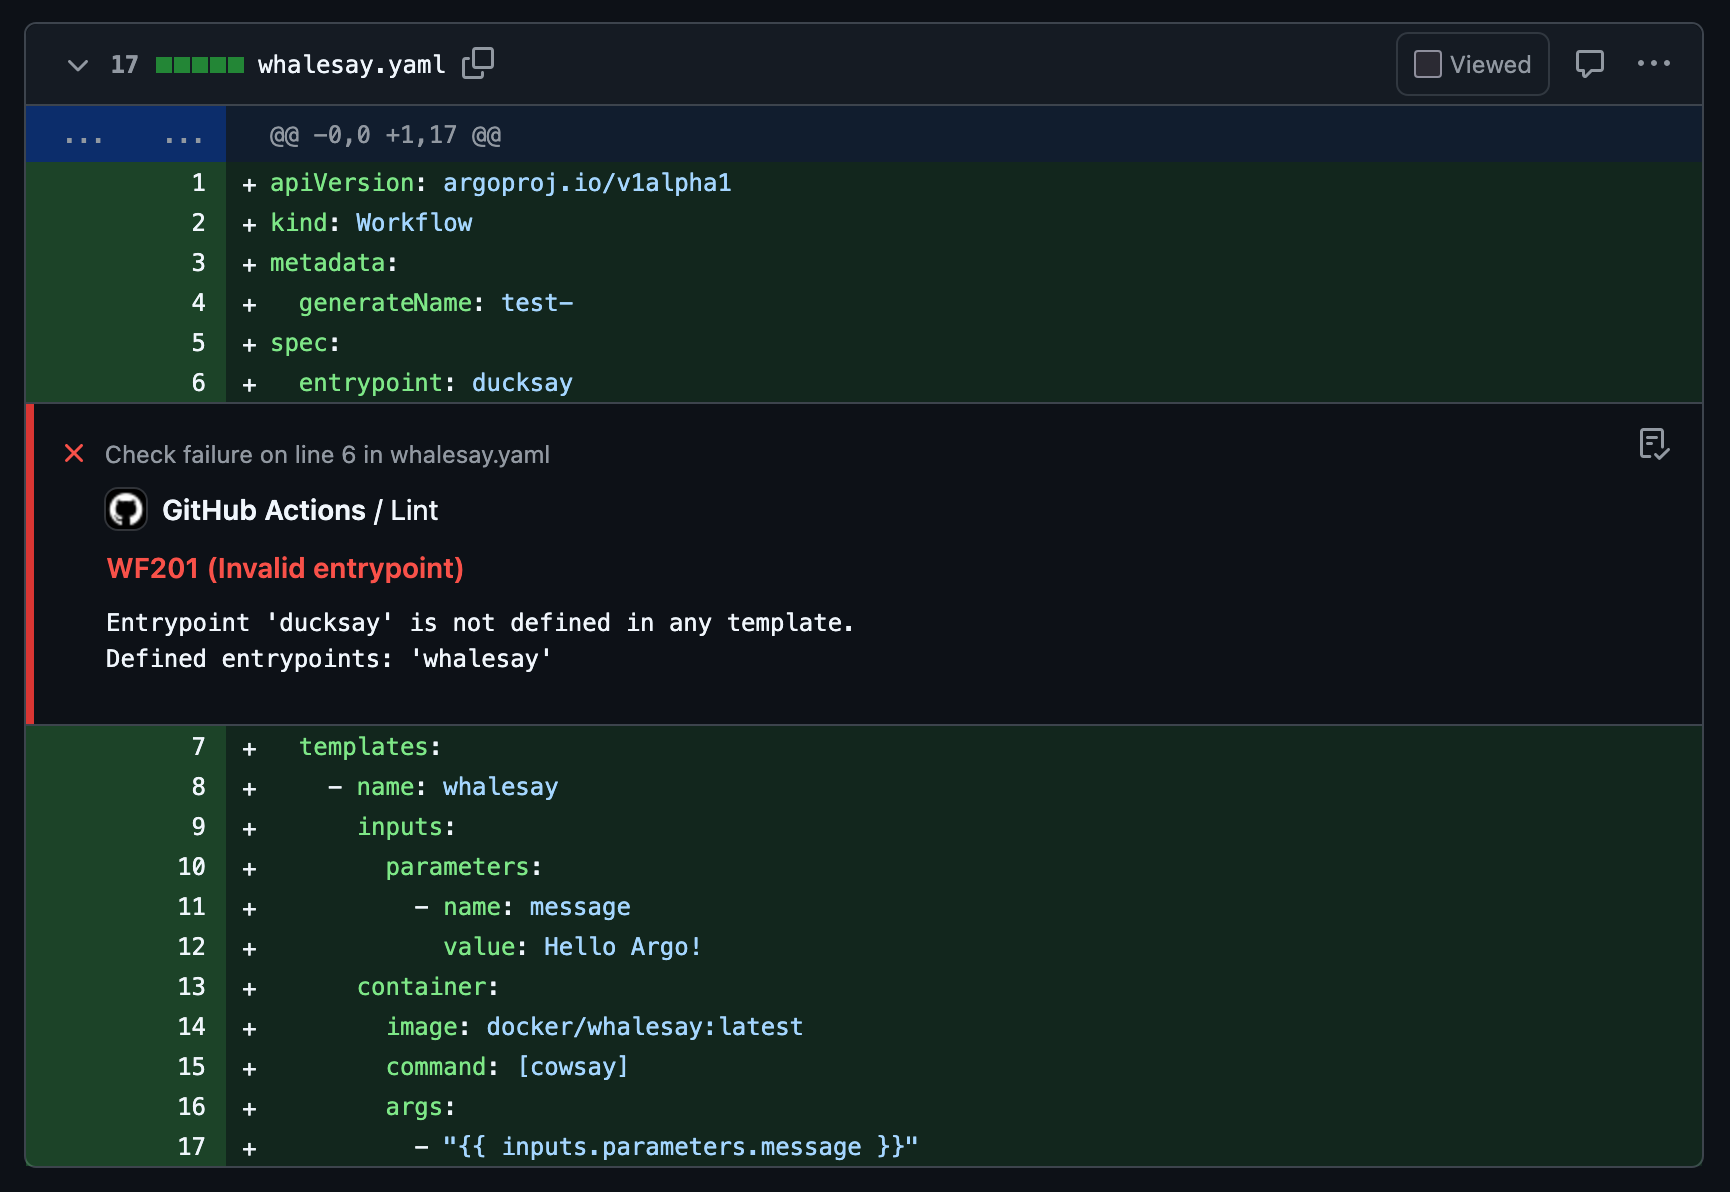 17 whalesay.yaml Viewed
... ... @@ -0,0 +1,17 @@
1 + apiVersion: argoproj.io/v1alpha1
2 + kind: Workflow
3 + metadata:
4 +   generateName: test-
5 + spec:
6 +   entrypoint: ducksay
Check failure on line 6 in whalesay.yaml
GitHub Actions / Lint
WF201 (Invalid entrypoint)
Entrypoint 'ducksay' is not defined in any template.
Defined entrypoints: 'whalesay'
7 +   templates:
8 +     - name: whalesay
9 +       inputs:
10 +         parameters:
11 +           - name: message
12 +             value: Hello Argo!
13 +       container:
14 +         image: docker/whalesay:latest
15 +         command: [cowsay]
16 +         args:
17 +           - "{{ inputs.parameters.message }}"